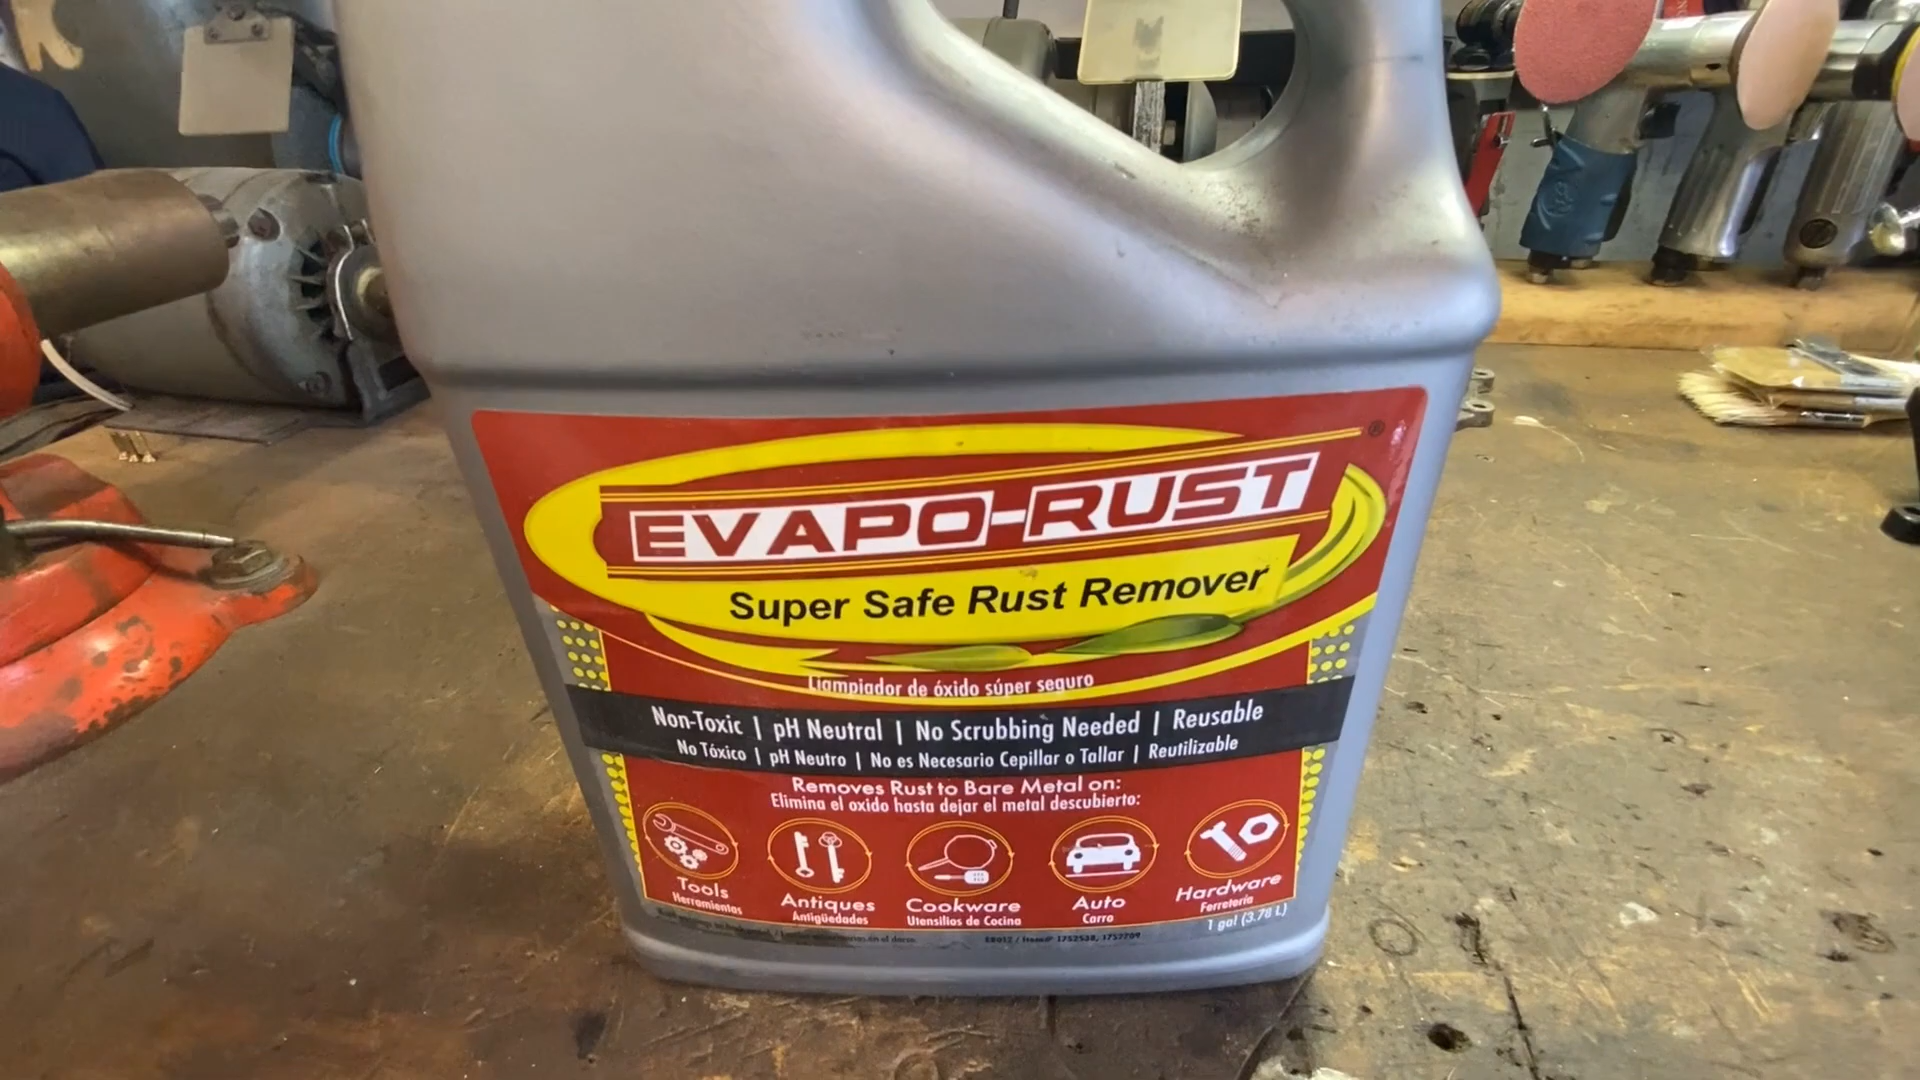 EVAPO-RUST®
Super Safe Rust Remover
Liampiador de óxido súper seguro
Non-Toxic | pH Neutral | No Scrubbing Needed | Reusable
No Tóxico | pH Neutro | No es Necesario Cepillar o Tallar | Reutilizable
Removes Rust to Bare Metal on:
Elimina el oxido hasta dejar el metal descubierto:
Tools
Herramientas
Antiques
Antigüedades
Cookware
Utensilios de Cocina
Auto
Carro
Hardware
Ferretería
1 gal (3.78 L)